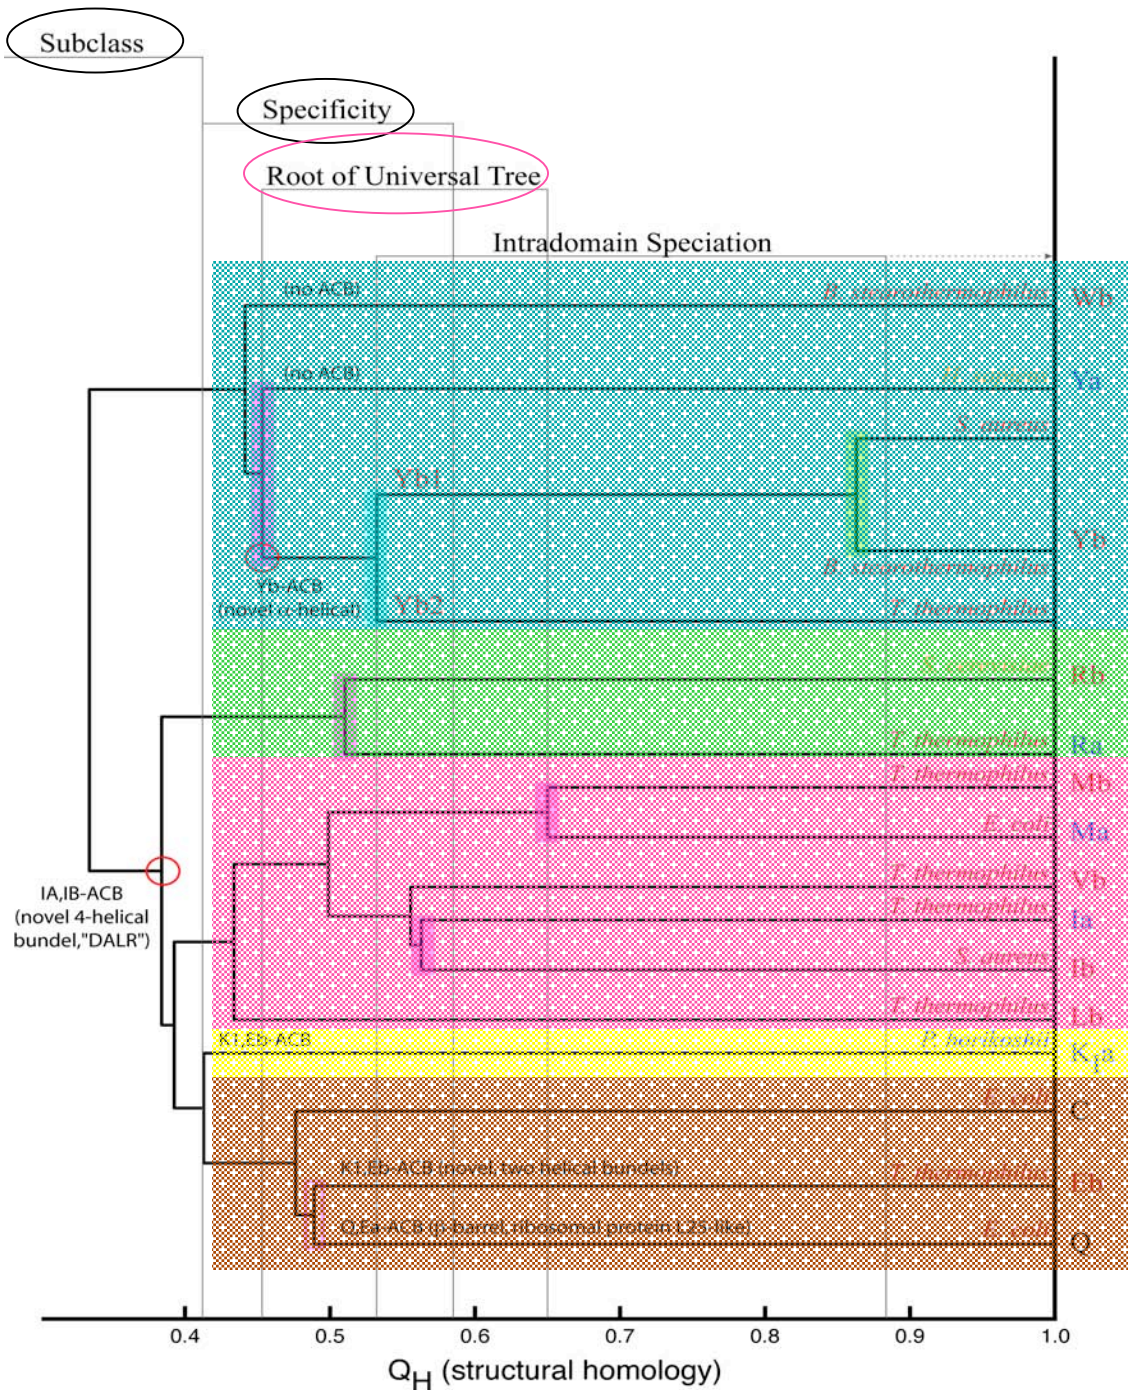 Subclass
Specificity
Root of Universal Tree
Intradomain Speciation
(no ACB)
B. stearothermophilus
Wb
(no ACB)
H. sapiens
Ya
S. aureus
Yb1
Yb
B. stearothermophilus
Yb-ACB
(novel α-helical)
Yb2
T. thermophilus
S. cerevisiae
Rb
T. thermophilus
Ra
T. thermophilus
Mb
E. coli
Ma
T. thermophilus
Vb
T. thermophilus
Ia
IA,IB-ACB
(novel 4-helical
bundel,"DALR")
S. aureus
Ib
T. thermophilus
Lb
K1,Eb-ACB
P. horikoshii
K1a
E. coli
C
K1,Eb-ACB (novel, two helical bundels)
T. thermophilus
Eb
Q,Ea-ACB (β-barrel, ribosomal protein L25-like)
E. coli
Q
0.4 0.5 0.6 0.7 0.8 0.9 1.0
QH (structural homology)